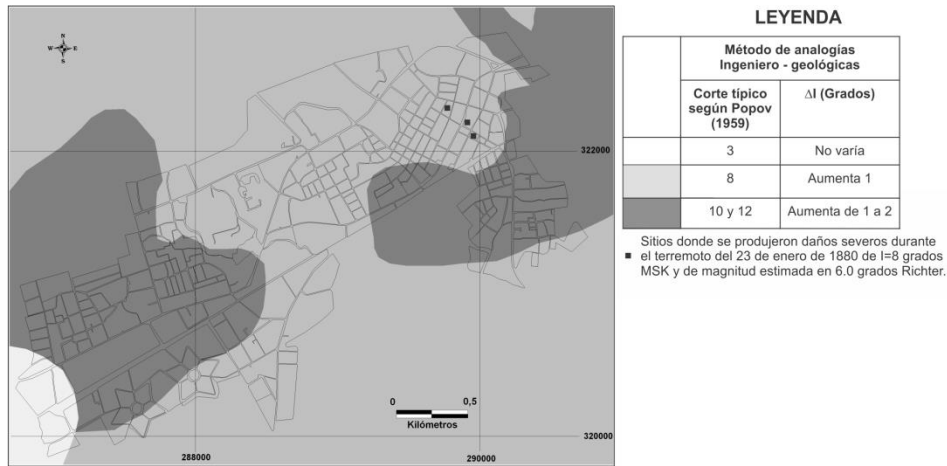 N
W E
S
322000
320000
288000
290000
0 0,5
Kilómetros
LEYENDA
Método de analogías
Ingeniero - geológicas
Corte típico
según Popov
(1959)
∆I (Grados)
3 No varía
8 Aumenta 1
10 y 12 Aumenta de 1 a 2
Sitios donde se produjeron daños severos durante
el terremoto del 23 de enero de 1880 de I=8 grados
MSK y de magnitud estimada en 6.0 grados Richter.